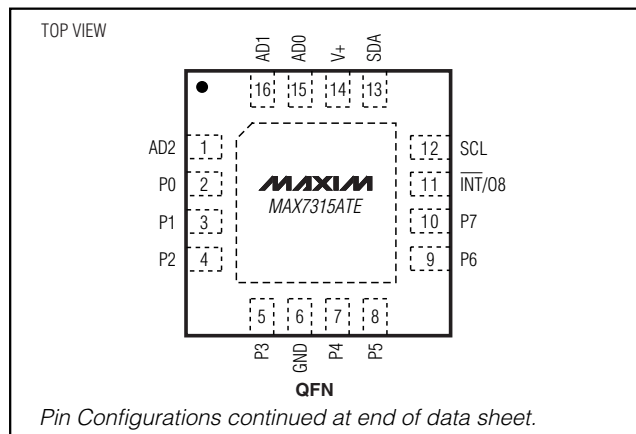 TOP VIEW
AD1 AD0 V+ SDA
16 15 14 13
AD2 1
P0 2
P1 3
P2 4
12 SCL
11 INT/O8
10 P7
9 P6
MAXIM
MAX7315ATE
5 6 7 8
P3 GND P4 P5
QFN
Pin Configurations continued at end of data sheet.